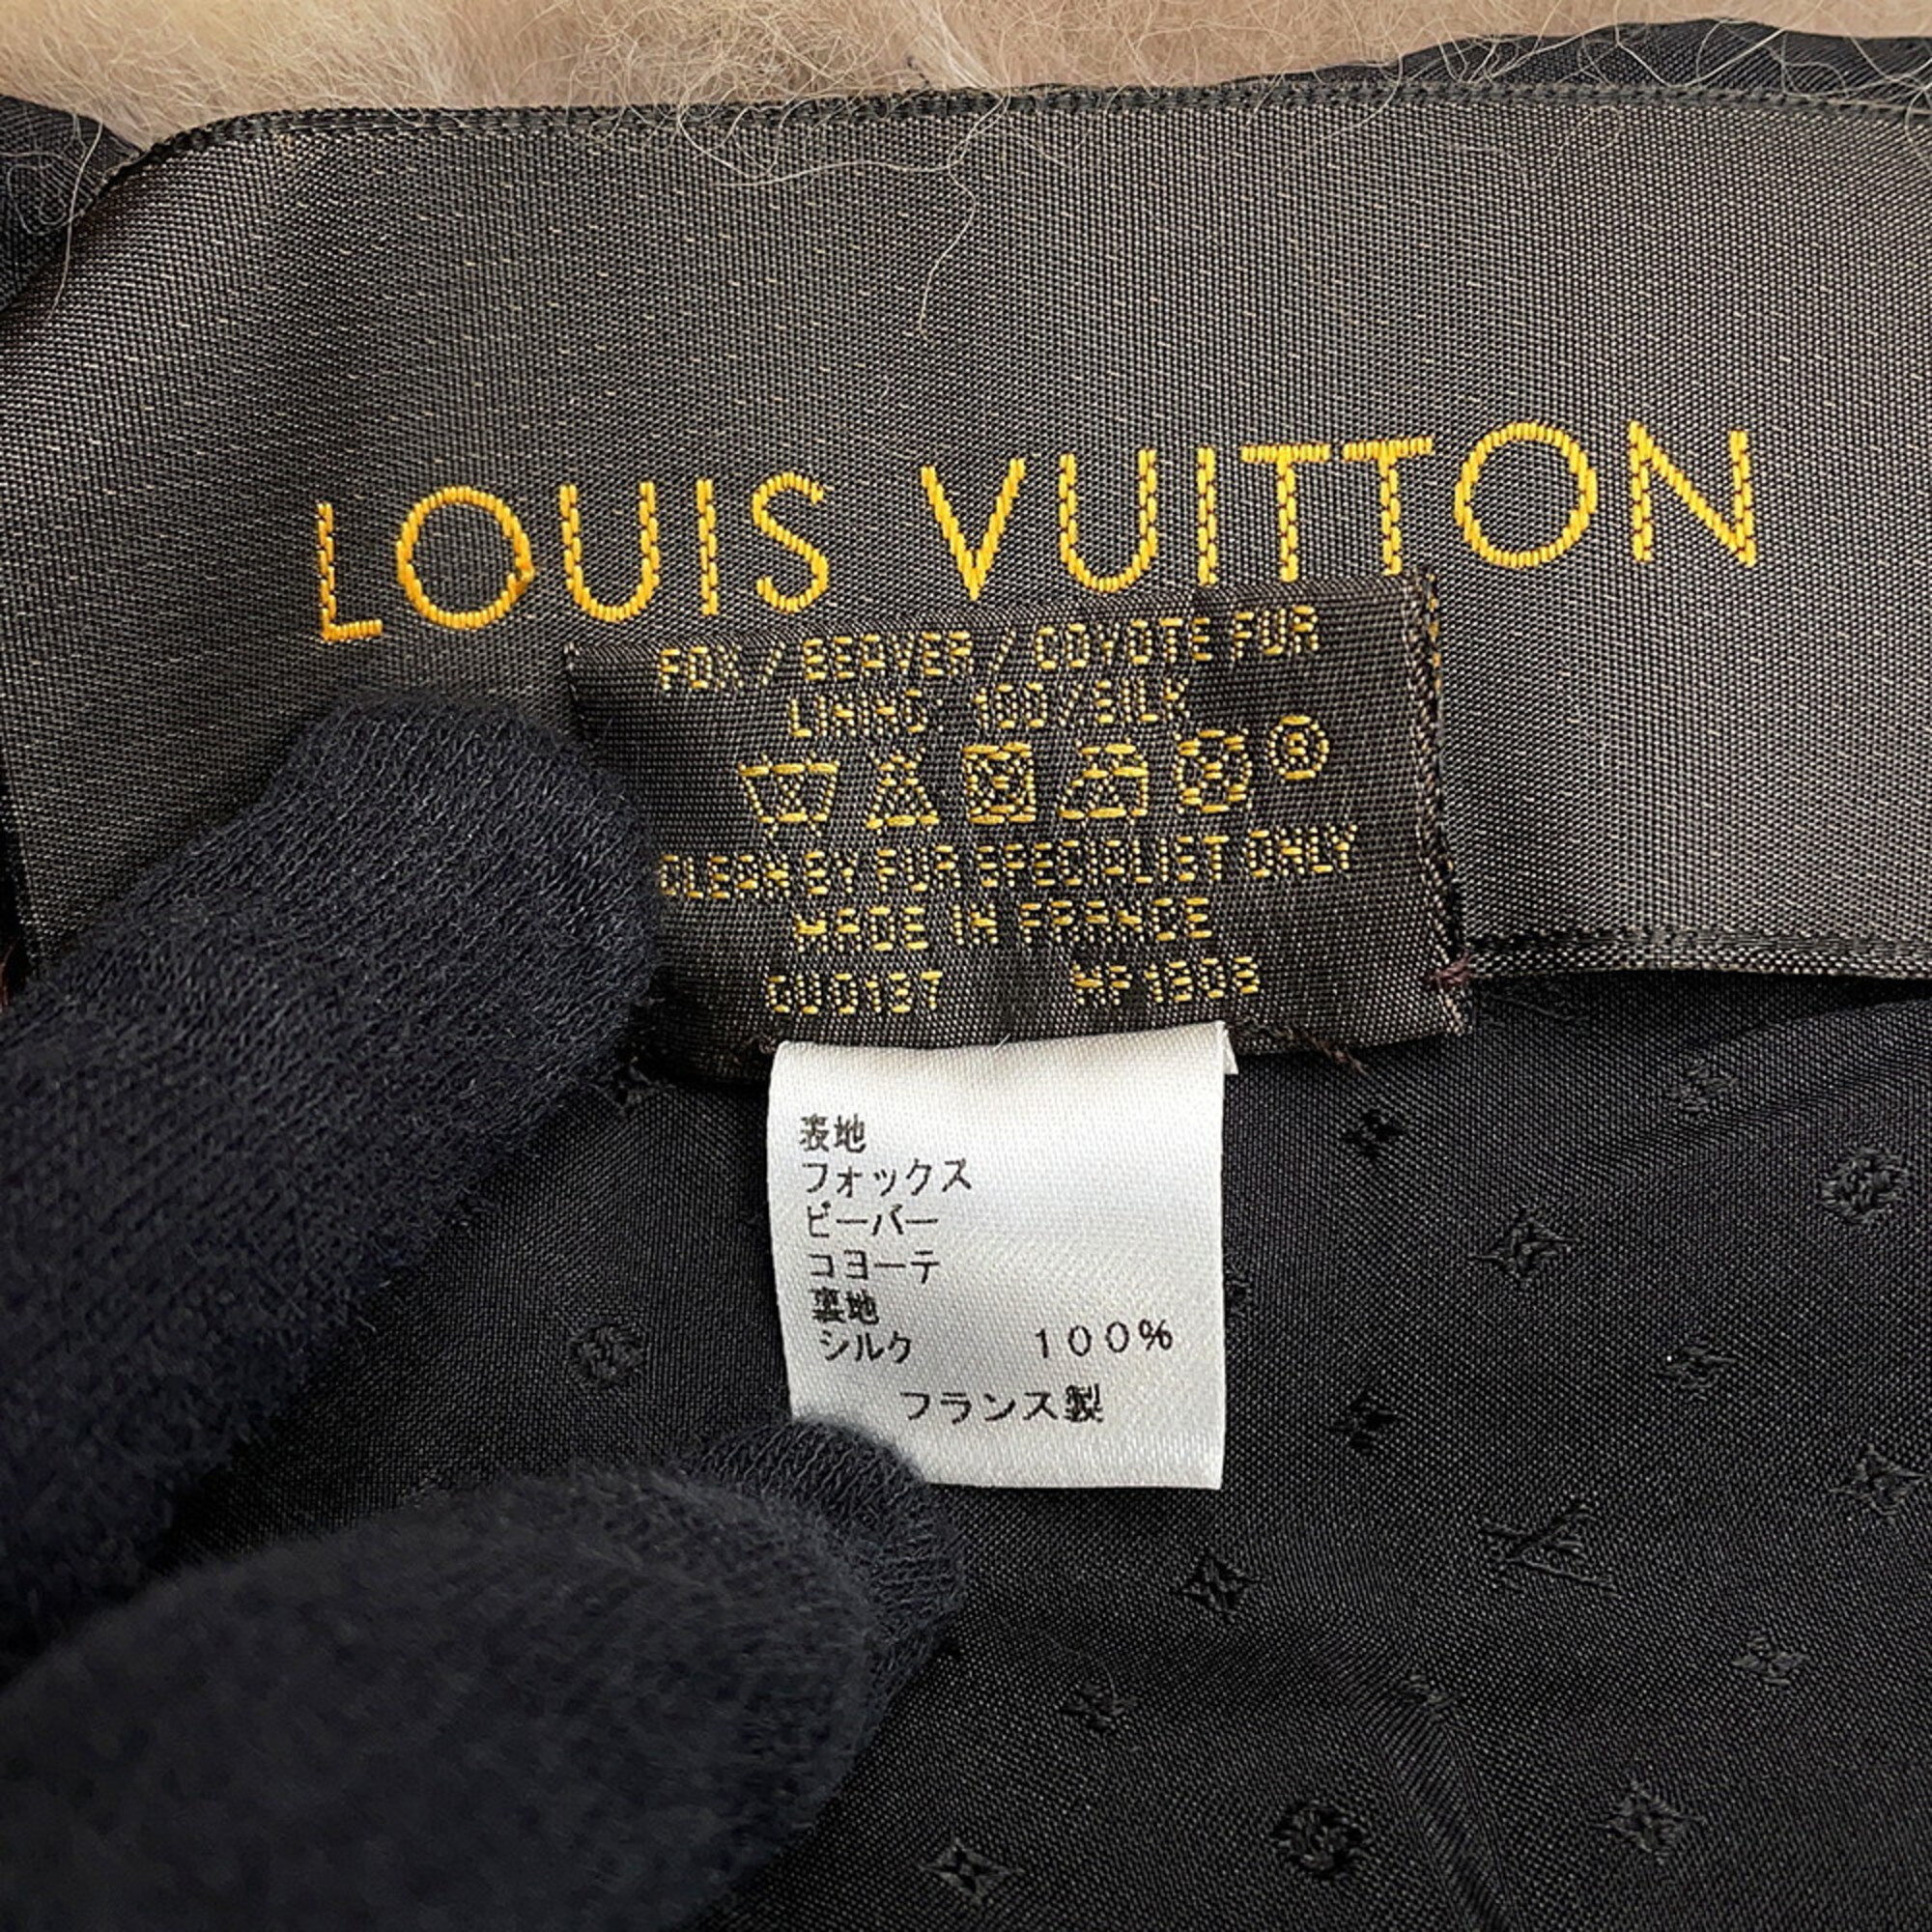 LOUIS VUITTON
FOX / BEAVER / COYOTE FUR
LINING 100% SILK
®
CLEAN BY FUR SPECIALIST ONLY
MADE IN FRANCE
GU0137 MF1308
表地
フォックス
ビーバー
コヨーテ
裏地
シルク 100%
フランス製